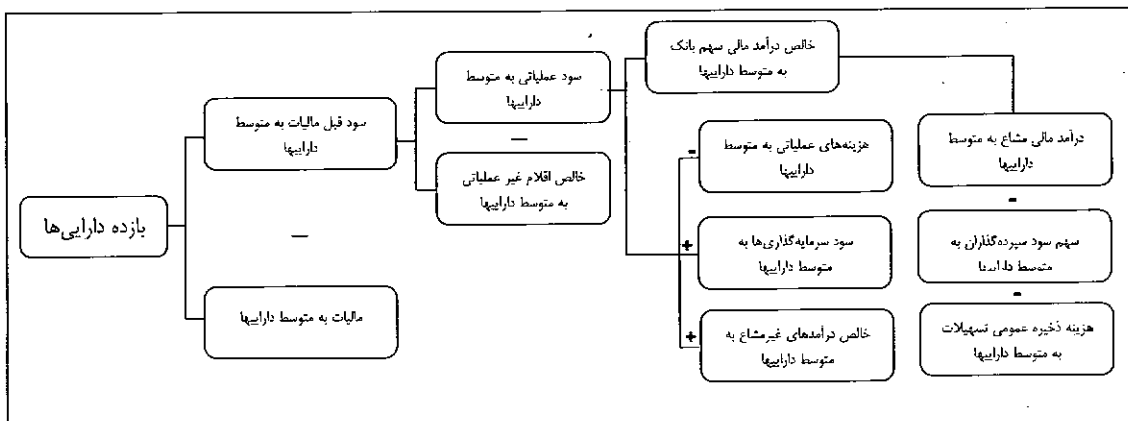 خالص درآمد مالی سهم بانک
به متوسط داراییها
سود عملیاتی به متوسط
داراییها
سود قبل مالیات به متوسط
داراییها
درآمد مالی مشاع به متوسط
داراییها
هزینه‌های عملیاتی به متوسط
داراییها
-
—
خالص اقلام غیر عملیاتی
به متوسط داراییها
-
بازده دارایی‌ها
—
سهم سود سپرده‌گذاران به
متوسط داراییها
سود سرمایه‌گذاری‌ها به
متوسط داراییها
+
-
مالیات به متوسط داراییها
هزینه ذخیره عمومی تسهیلات
به متوسط داراییها
خالص درآمدهای غیرمشاع به
متوسط داراییها
+